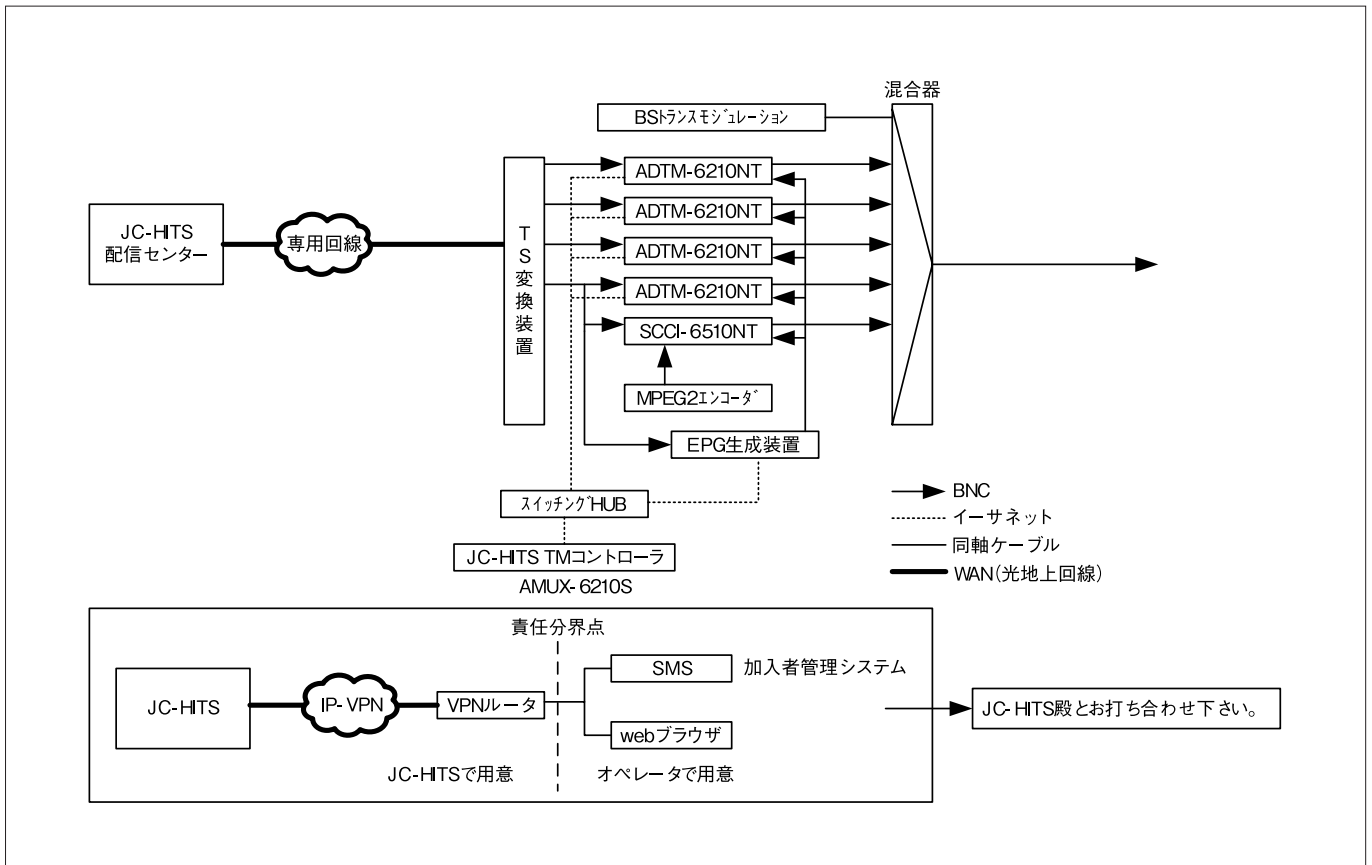 混合器
BSﾄﾗﾝｽﾓｼﾞｭﾚｰｼｮﾝ
ADTM-6210NT
ADTM-6210NT
ADTM-6210NT
ADTM-6210NT
SCCI-6510NT
MPEG2ｴﾝｺｰﾀﾞ
EPG生成装置
JC-HITS
配信センター
専用回線
TS変換装置
ｽｲｯﾁﾝｸﾞHUB
JC-HITS TMコントローラ
AMUX-6210S
BNC
イーサネット
同軸ケーブル
WAN(光地上回線)
責任分界点
JC-HITS
IP-VPN
VPNルータ
SMS
加入者管理システム
webブラウザ
JC-HITSで用意
オペレータで用意
JC-HITS殿とお打ち合わせ下さい。